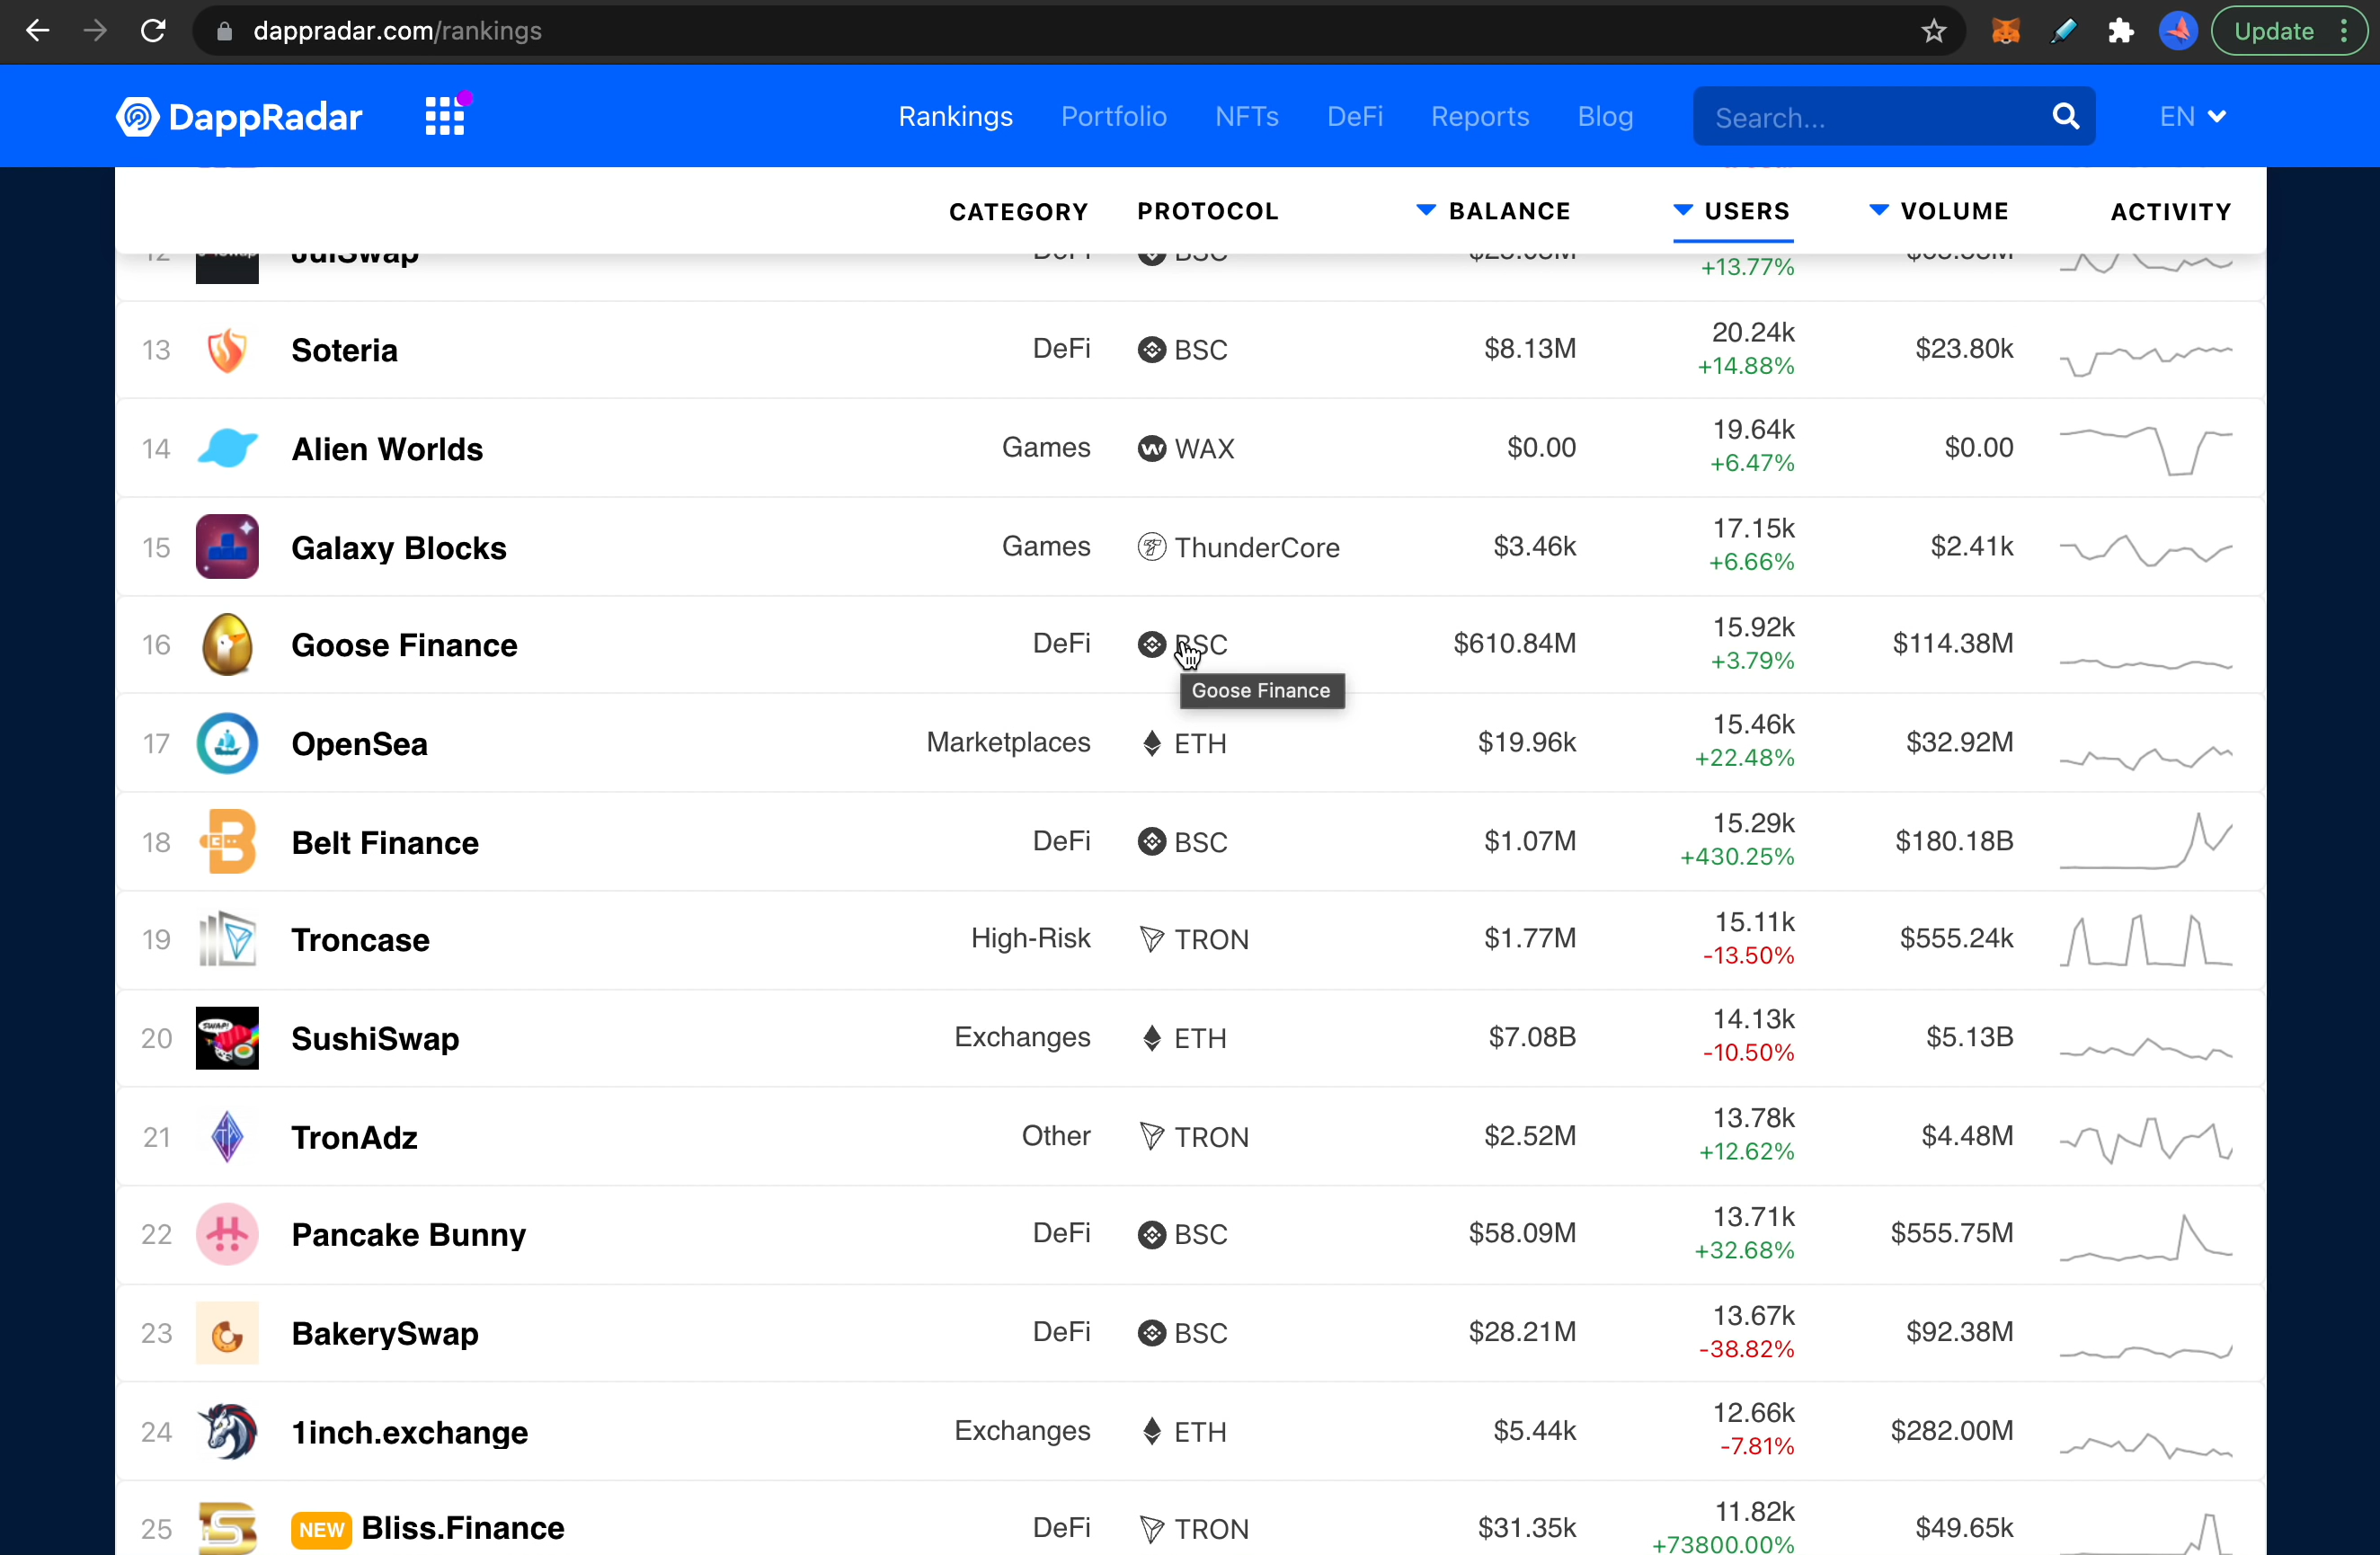 dappradar.com/rankings
Update
DappRadar
Rankings Portfolio NFTs DeFi Reports Blog Search... EN
CATEGORY PROTOCOL BALANCE USERS VOLUME ACTIVITY
12 JulSwap DeFi BSC +13.77%
13 Soteria DeFi BSC $8.13M 20.24k +14.88% $23.80k
14 Alien Worlds Games WAX $0.00 19.64k +6.47% $0.00
15 Galaxy Blocks Games ThunderCore $3.46k 17.15k +6.66% $2.41k
16 Goose Finance DeFi BSC $610.84M 15.92k +3.79% $114.38M
Goose Finance
17 OpenSea Marketplaces ETH $19.96k 15.46k +22.48% $32.92M
18 Belt Finance DeFi BSC $1.07M 15.29k +430.25% $180.18B
19 Troncase High-Risk TRON $1.77M 15.11k -13.50% $555.24k
20 SushiSwap Exchanges ETH $7.08B 14.13k -10.50% $5.13B
21 TronAdz Other TRON $2.52M 13.78k +12.62% $4.48M
22 Pancake Bunny DeFi BSC $58.09M 13.71k +32.68% $555.75M
23 BakerySwap DeFi BSC $28.21M 13.67k -38.82% $92.38M
24 1inch.exchange Exchanges ETH $5.44k 12.66k -7.81% $282.00M
25 NEW Bliss.Finance DeFi TRON $31.35k 11.82k +73800.00% $49.65k